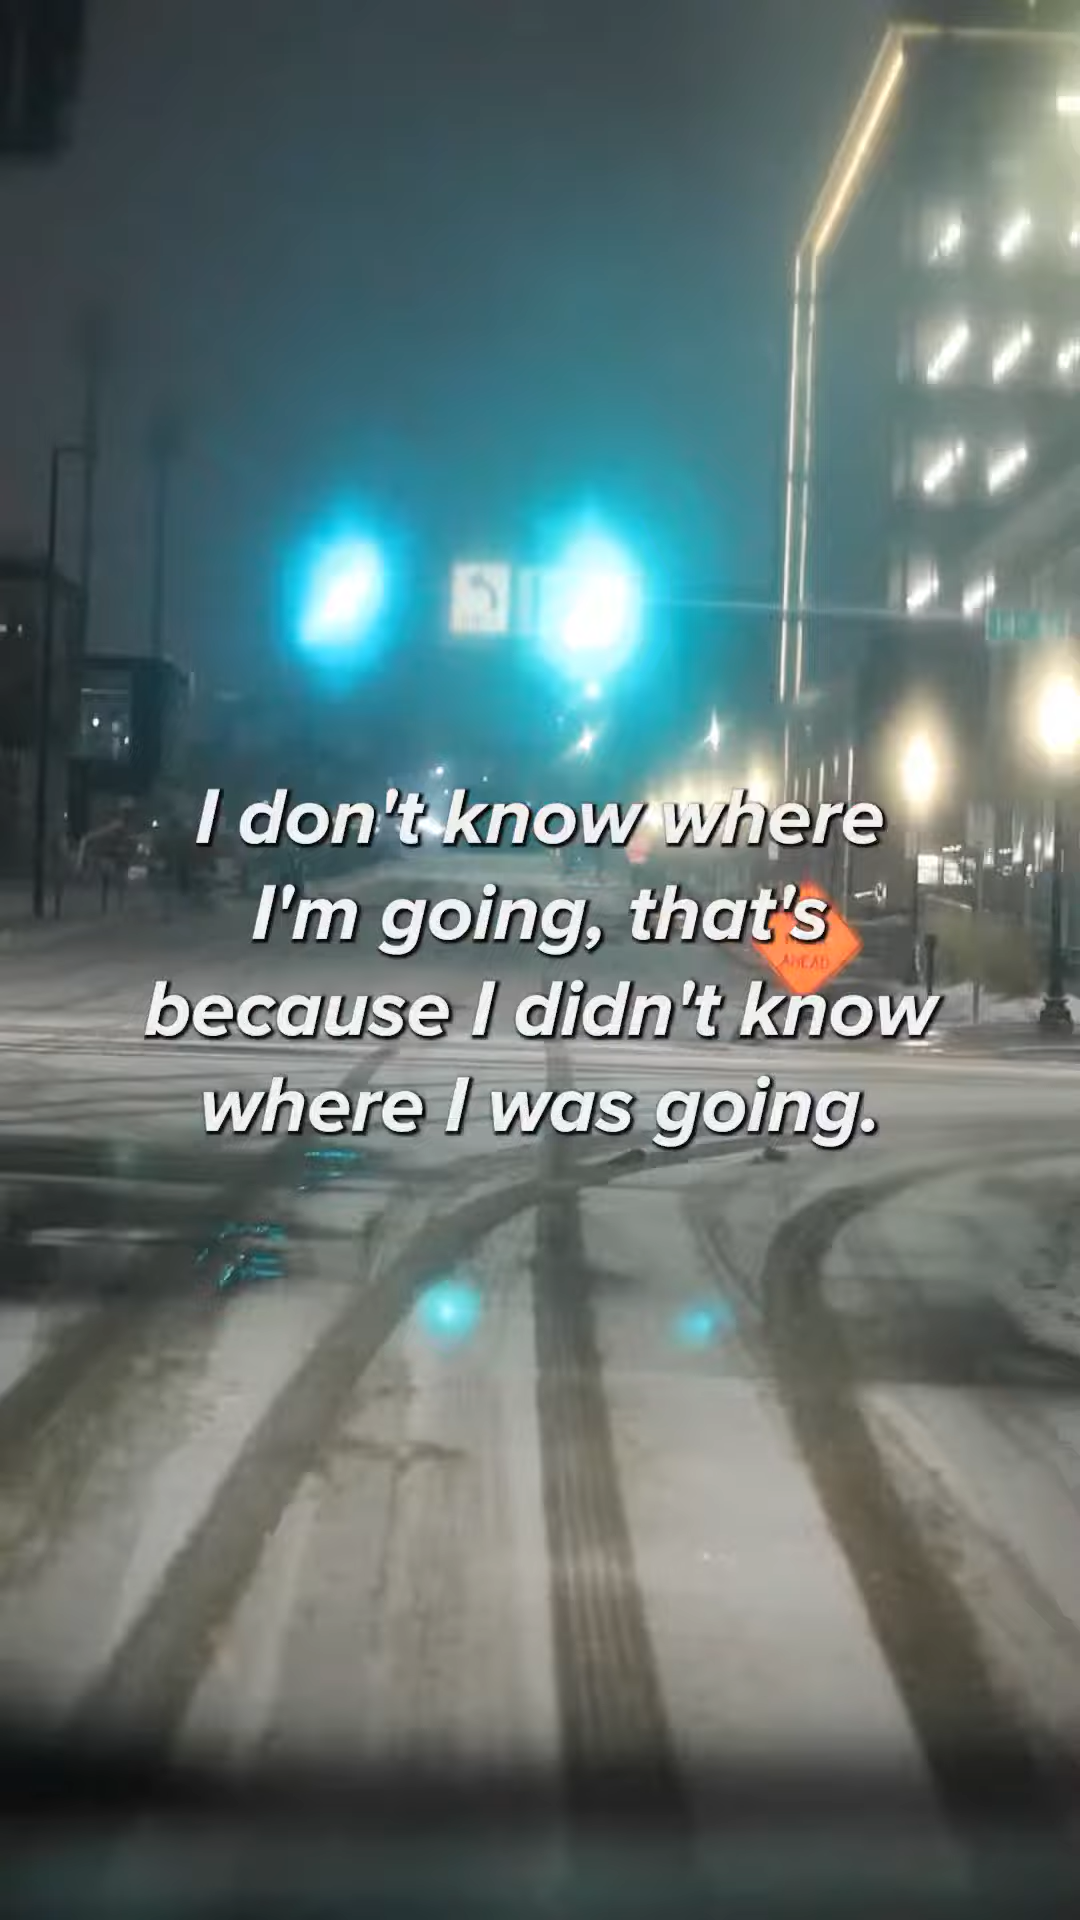 I don't know where
I'm going, that's
because I didn't know
where I was going.
AHEAD